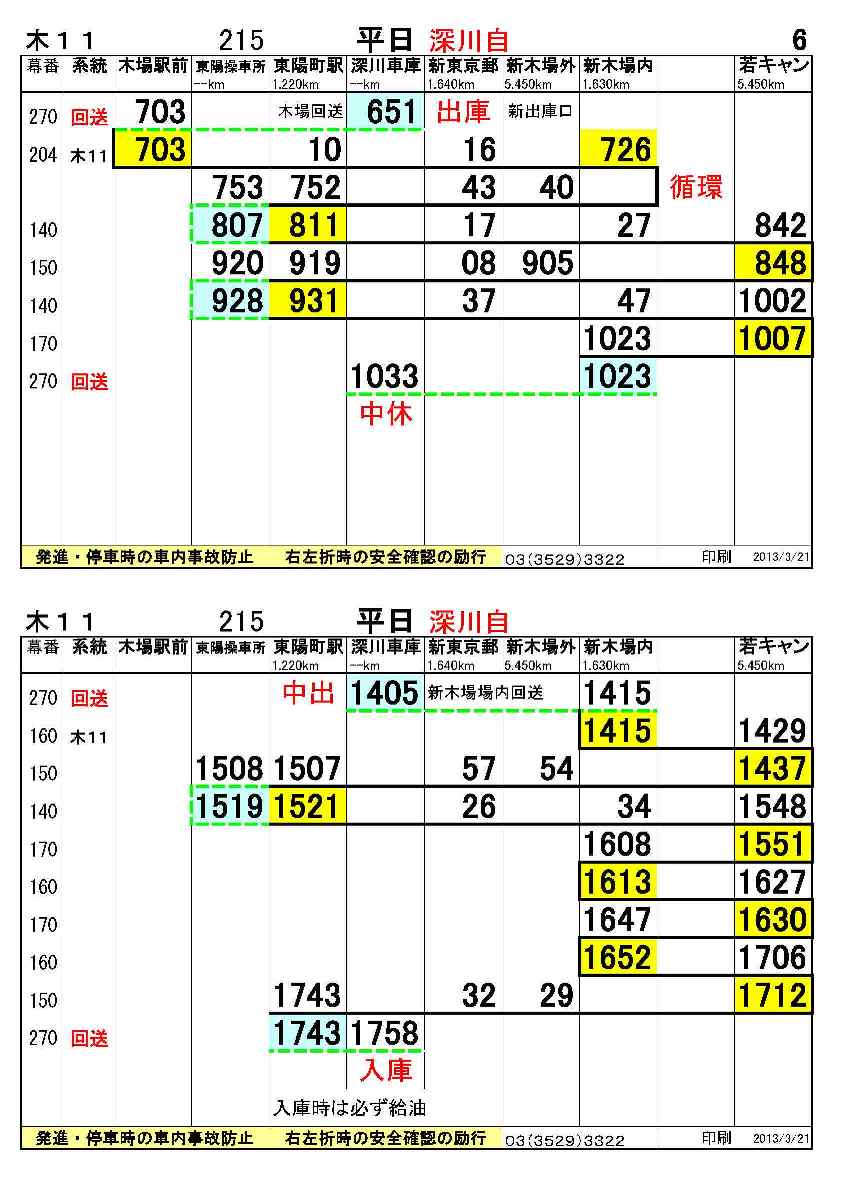 木１１ 215 平日 深川自 6
幕番 系統 木場駅前 東陽操車所 東陽町駅 深川車庫 新東京郵 新木場外 新木場内 若キャン
--km 1.220km --km 1.640km 5.450km 1.630km 5.450km
270 回送 703 木場回送 651 出庫 新出庫口
204 木11 703 10 16 726
753 752 43 40 循環
140 807 811 17 27 842
150 920 919 08 905 848
140 928 931 37 47 1002
170 1023 1007
270 回送 1033 1023
中休
発進・停車時の車内事故防止 右左折時の安全確認の励行 03(3529)3322 印刷 2013/3/21
木１１ 215 平日 深川自
幕番 系統 木場駅前 東陽操車所 東陽町駅 深川車庫 新東京郵 新木場外 新木場内 若キャン
1.220km --km 1.640km 5.450km 1.630km 5.450km
270 回送 中出 1405 新木場場内回送 1415
160 木11 1415 1429
150 1508 1507 57 54 1437
140 1519 1521 26 34 1548
170 1608 1551
160 1613 1627
170 1647 1630
160 1652 1706
150 1743 32 29 1712
270 回送 1743 1758
入庫
入庫時は必ず給油
発進・停車時の車内事故防止 右左折時の安全確認の励行 03(3529)3322 印刷 2013/3/21